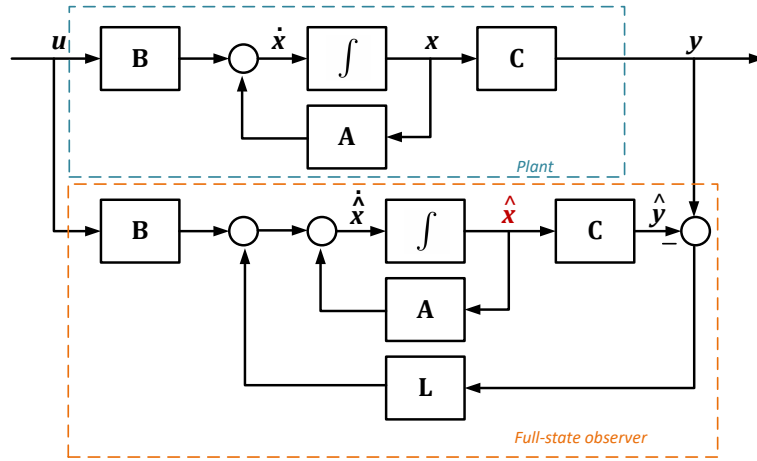 u B ẋ ∫ x C y
A
Plant
B x̂̇ ∫ x̂ C ŷ
−
A
L
Full-state observer